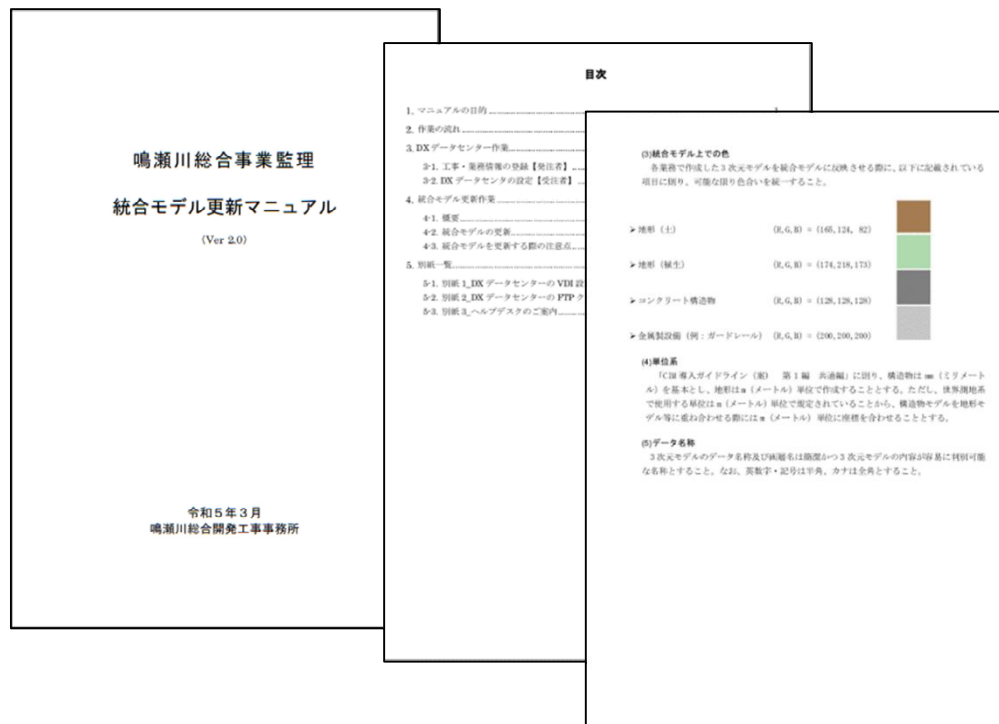 鳴瀬川総合事業監理
統合モデル更新マニュアル
(Ver 2.0)
令和5年3月
鳴瀬川総合開発工事事務所
目次
1. マニュアルの目的
1
2. 作業の流れ
3. DXデータセンター作業
3-1. 工事・業務情報の登録【発注者】
3-2. DXデータセンタの設定【受注者】
4. 統合モデル更新作業
4-1. 概要
4-2. 統合モデルの更新
4-3. 統合モデルを更新する際の注意点
5. 別紙一覧
5-1. 別紙1_DXデータセンターのVDI設
5-2. 別紙2_DXデータセンターのFTPク
5-3. 別紙3_ヘルプデスクのご案内
(3)統合モデル上での色
各業務で作成した3次元モデルを統合モデルに反映させる際に、以下に記載されている
項目に則り、可能な限り色合いを統一すること。
➤地形（土） (R,G,B) = (165,124, 82)
➤地形（植生） (R,G,B) = (174,218,173)
➤コンクリート構造物 (R,G,B) = (128,128,128)
➤金属製設備（例：ガードレール） (R,G,B) = (200,200,200)
(4)単位系
「CIM導入ガイドライン（案） 第1編 共通編」に則り、構造物はmm（ミリメート
ル）を基本とし、地形はm（メートル）単位で作成することとする。ただし、世界測地系
で使用する単位はm（メートル）単位で規定されていることから、構造物モデルを地形モ
デル等に重ね合わせる際にはm（メートル）単位に座標を合わせることとする。
(5)データ名称
3次元モデルのデータ名称及び画層名は簡潔かつ3次元モデルの内容が容易に判別可能
な名称とすること。なお、英数字・記号は半角、カナは全角とすること。